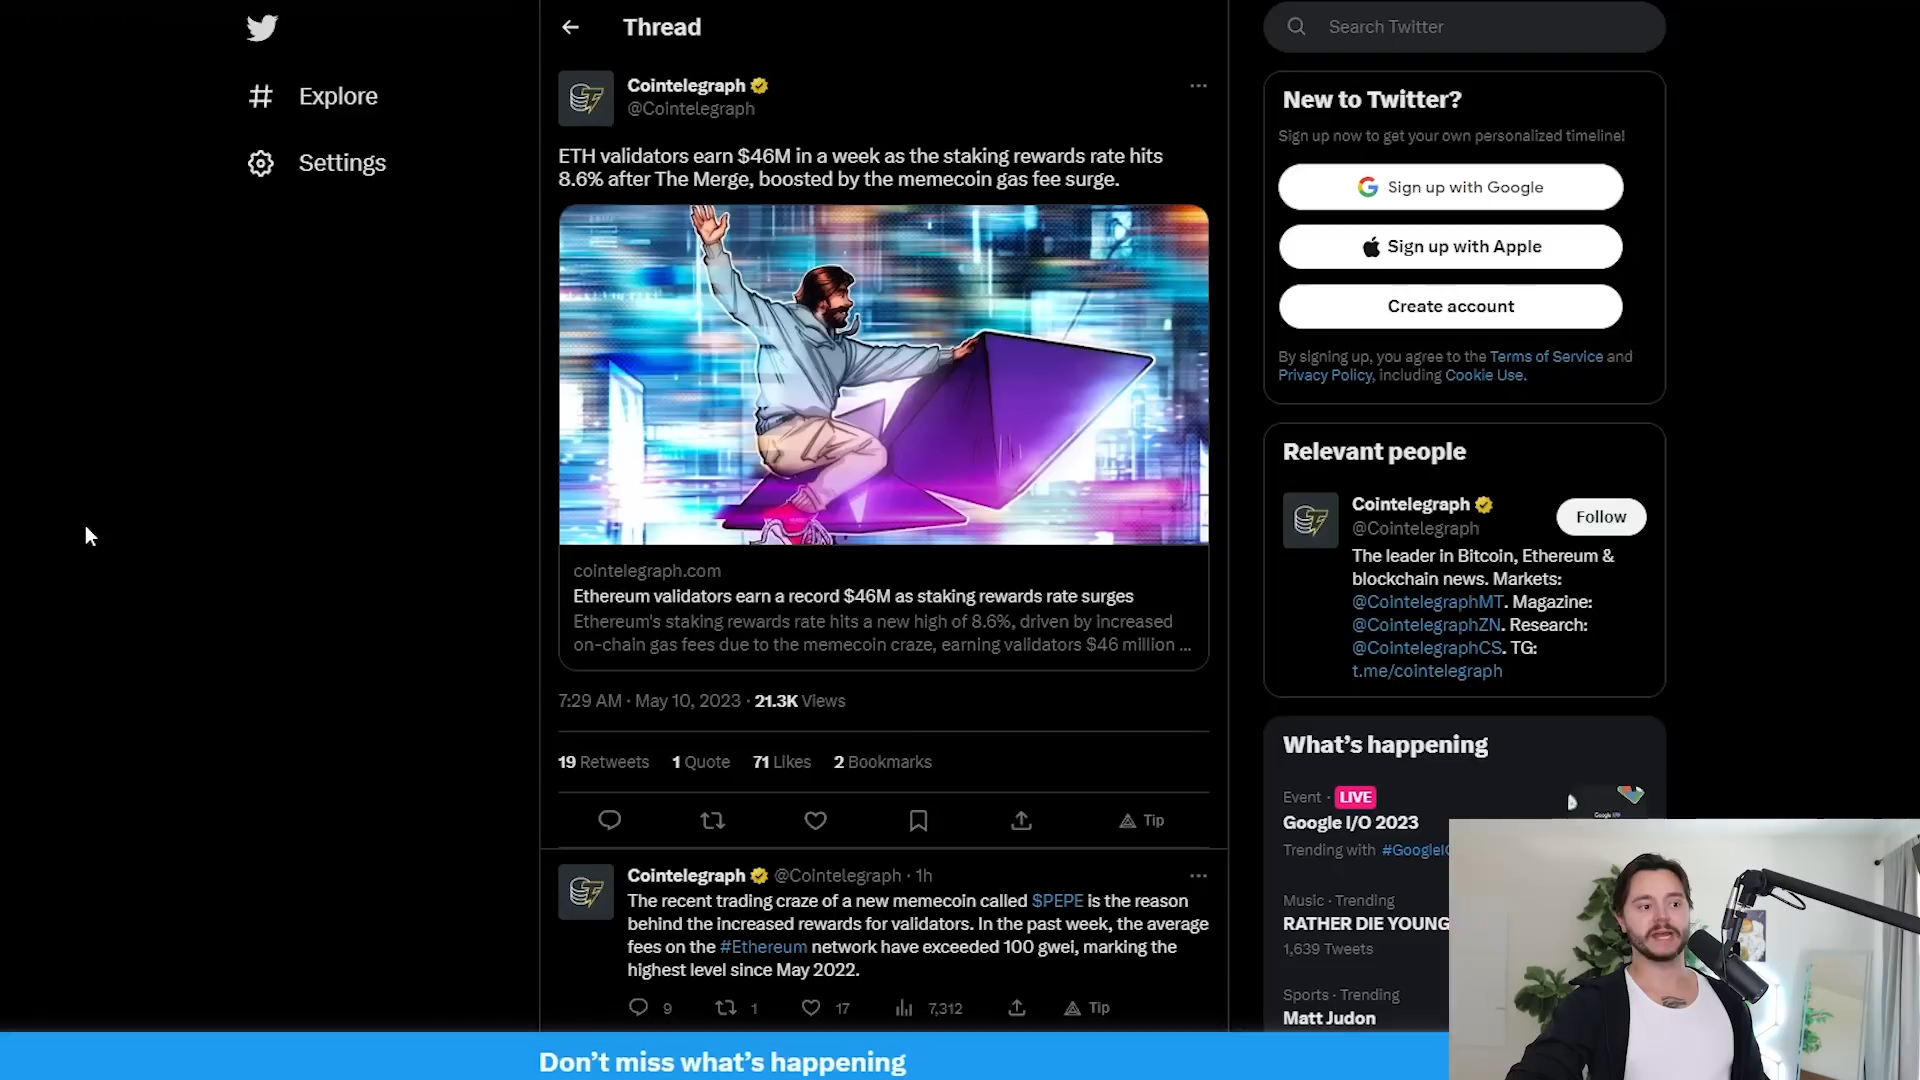 Explore
Settings
Thread
Cointelegraph
@Cointelegraph
ETH validators earn $46M in a week as the staking rewards rate hits
8.6% after The Merge, boosted by the memecoin gas fee surge.
cointelegraph.com
Ethereum validators earn a record $46M as staking rewards rate surges
Ethereum's staking rewards rate hits a new high of 8.6%, driven by increased
on-chain gas fees due to the memecoin craze, earning validators $46 million ...
7:29 AM · May 10, 2023 · 21.3K Views
19 Retweets 1 Quote 71 Likes 2 Bookmarks
Tip
Cointelegraph @Cointelegraph · 1h
The recent trading craze of a new memecoin called $PEPE is the reason
behind the increased rewards for validators. In the past week, the average
fees on the #Ethereum network have exceeded 100 gwei, marking the
highest level since May 2022.
9 1 17 7,312 Tip
Don't miss what's happening
Search Twitter
New to Twitter?
Sign up now to get your own personalized timeline!
Sign up with Google
Sign up with Apple
Create account
By signing up, you agree to the Terms of Service and
Privacy Policy, including Cookie Use.
Relevant people
Cointelegraph
@Cointelegraph
Follow
The leader in Bitcoin, Ethereum &
blockchain news. Markets:
@CointelegraphMT. Magazine:
@CointelegraphZN. Research:
@CointelegraphCS. TG:
t.me/cointelegraph
What's happening
Event · LIVE
Google I/O 2023
Trending with #GoogleIO
Music · Trending
RATHER DIE YOUNG
1,639 Tweets
Sports · Trending
Matt Judon